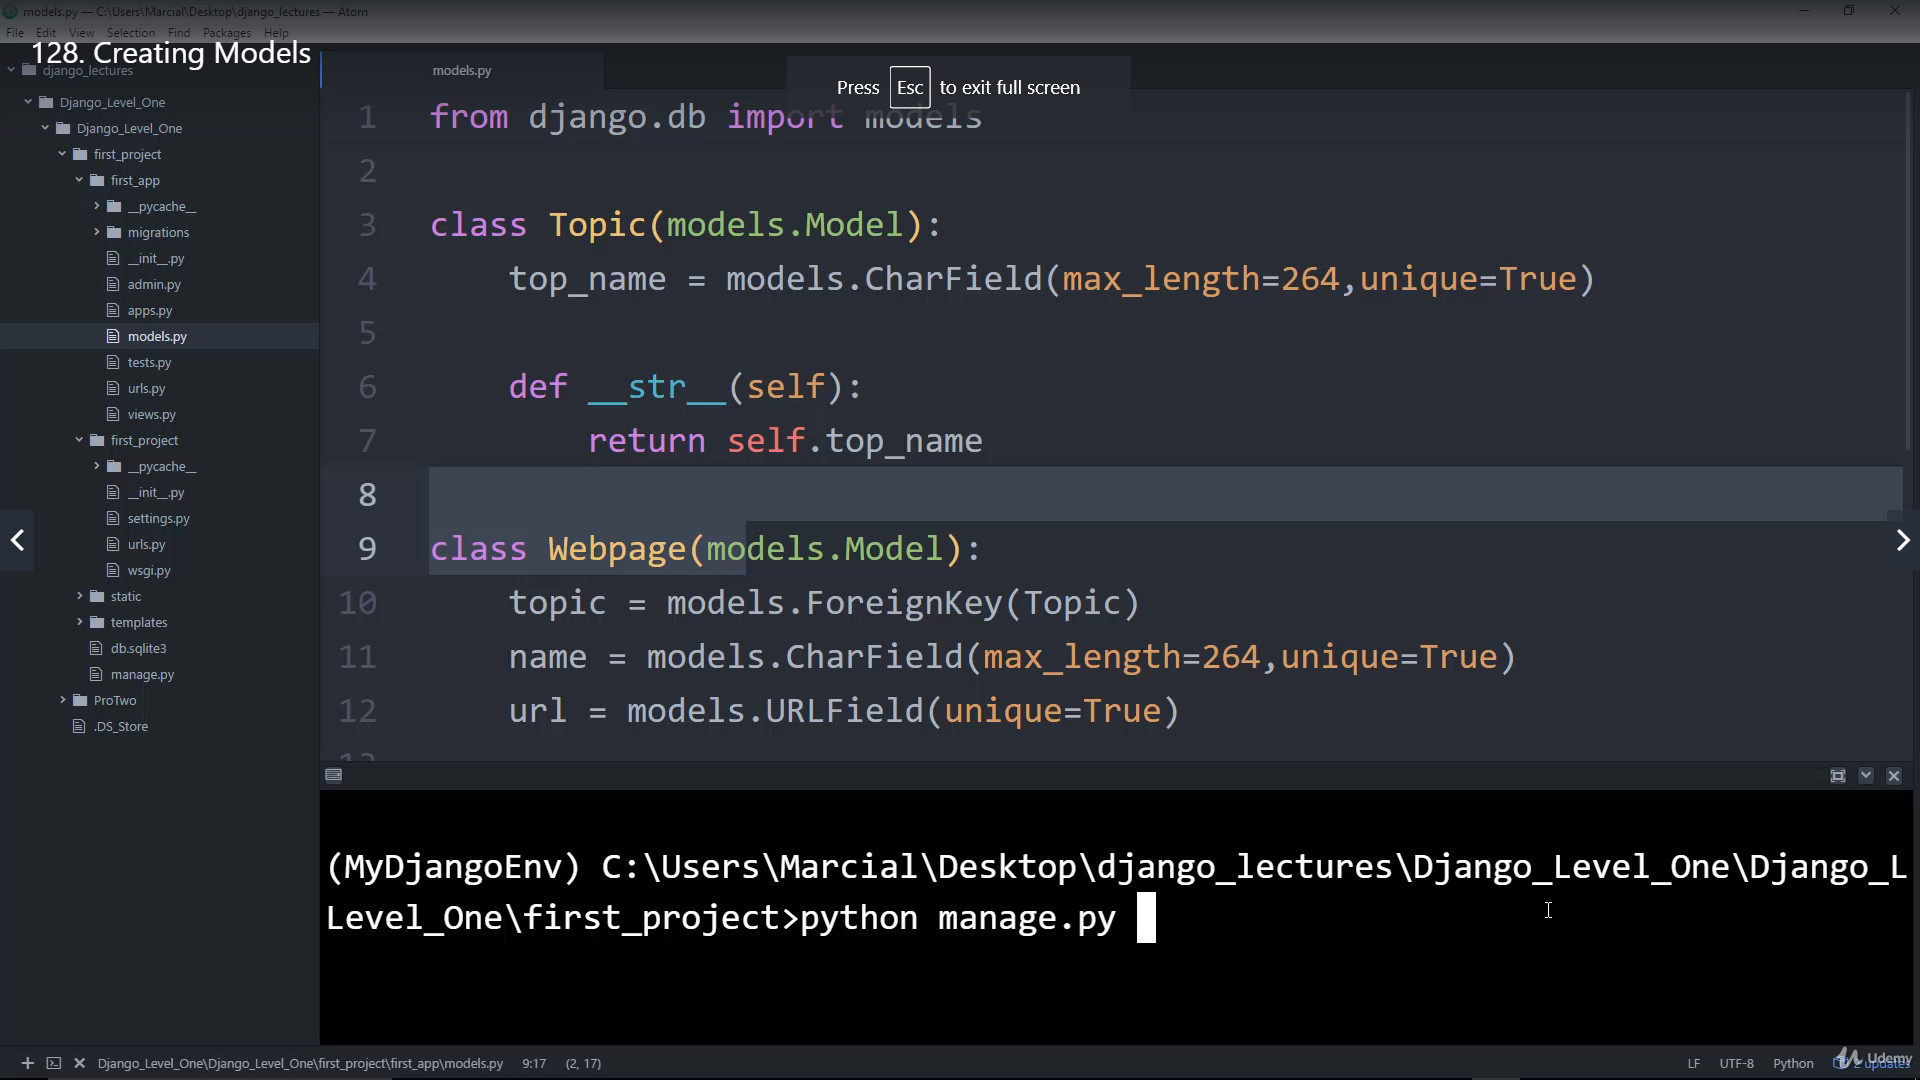 models.py — C:\Users\Marcial\Desktop\django_lectures — Atom
File Edit View Selection Find Packages Help
128. Creating Models
django_lectures
Django_Level_One
Django_Level_One
first_project
first_app
__pycache__
migrations
__init__.py
admin.py
apps.py
models.py
tests.py
urls.py
views.py
first_project
__pycache__
__init__.py
settings.py
urls.py
wsgi.py
static
templates
db.sqlite3
manage.py
ProTwo
.DS_Store
models.py
Press Esc to exit full screen
1 from django.db import models
2
3 class Topic(models.Model):
4 top_name = models.CharField(max_length=264,unique=True)
5
6 def __str__(self):
7 return self.top_name
8
9 class Webpage(models.Model):
10 topic = models.ForeignKey(Topic)
11 name = models.CharField(max_length=264,unique=True)
12 url = models.URLField(unique=True)
(MyDjangoEnv) C:\Users\Marcial\Desktop\django_lectures\Django_Level_One\Django_L
Level_One\first_project>python manage.py
Django_Level_One\Django_Level_One\first_project\first_app\models.py 9:17 (2, 17)
LF UTF-8 Python 2 updates
Udemy